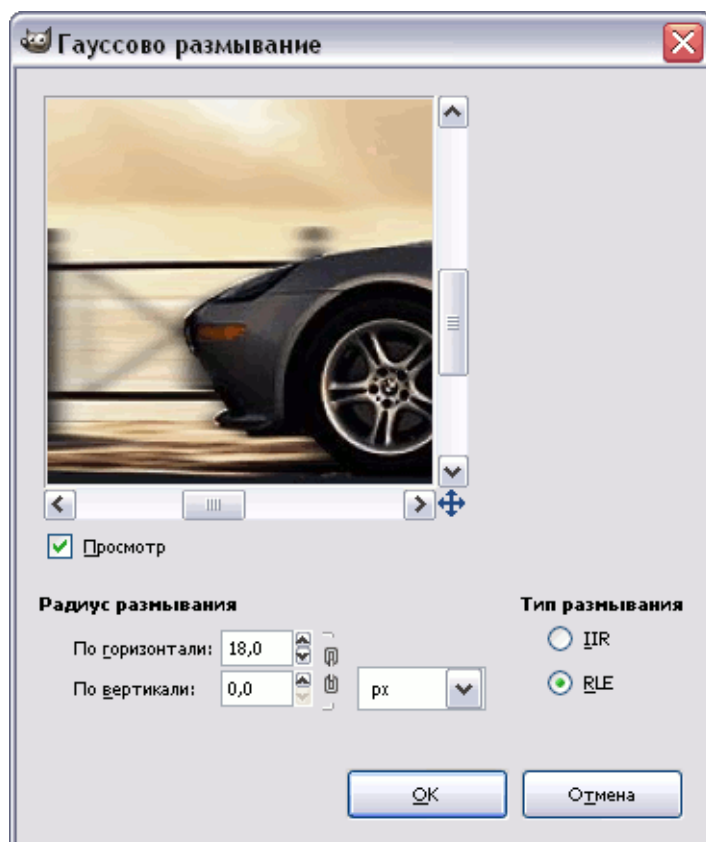 Гауссово размывание
Просмотр
Радиус размывания
Тип размывания
По горизонтали: 18,0
IIR
По вертикали: 0,0 px
RLE
OK Отмена